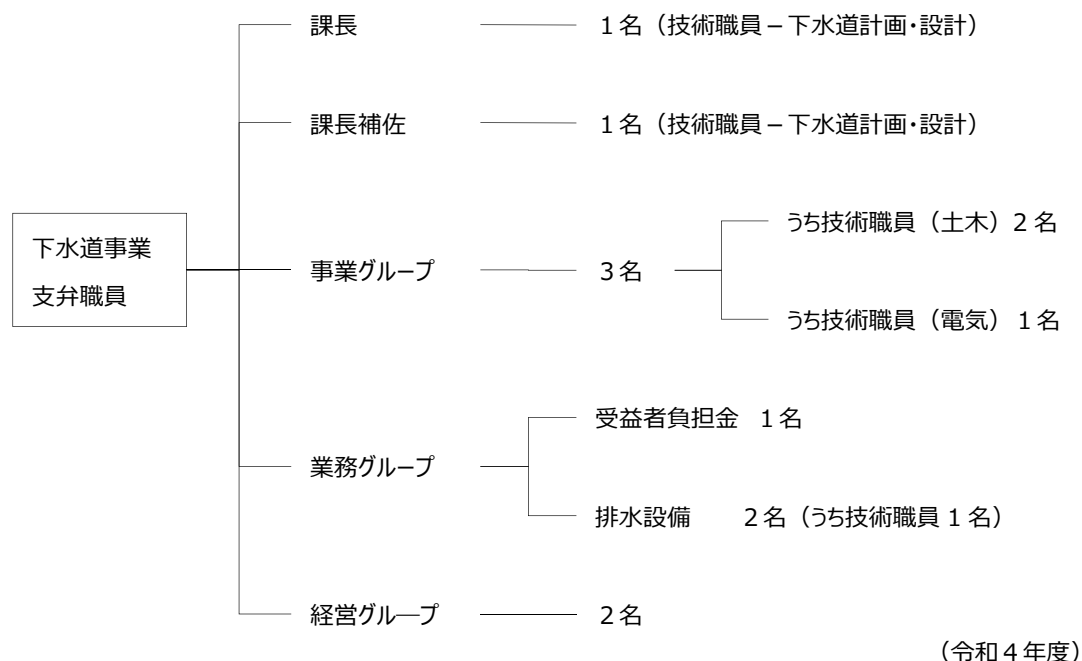 課長 1名（技術職員－下水道計画・設計）
課長補佐 1名（技術職員－下水道計画・設計）
下水道事業
支弁職員
事業グループ 3名
うち技術職員（土木）2名
うち技術職員（電気）1名
業務グループ
受益者負担金 1名
排水設備 2名（うち技術職員1名）
経営グループ 2名
（令和４年度）